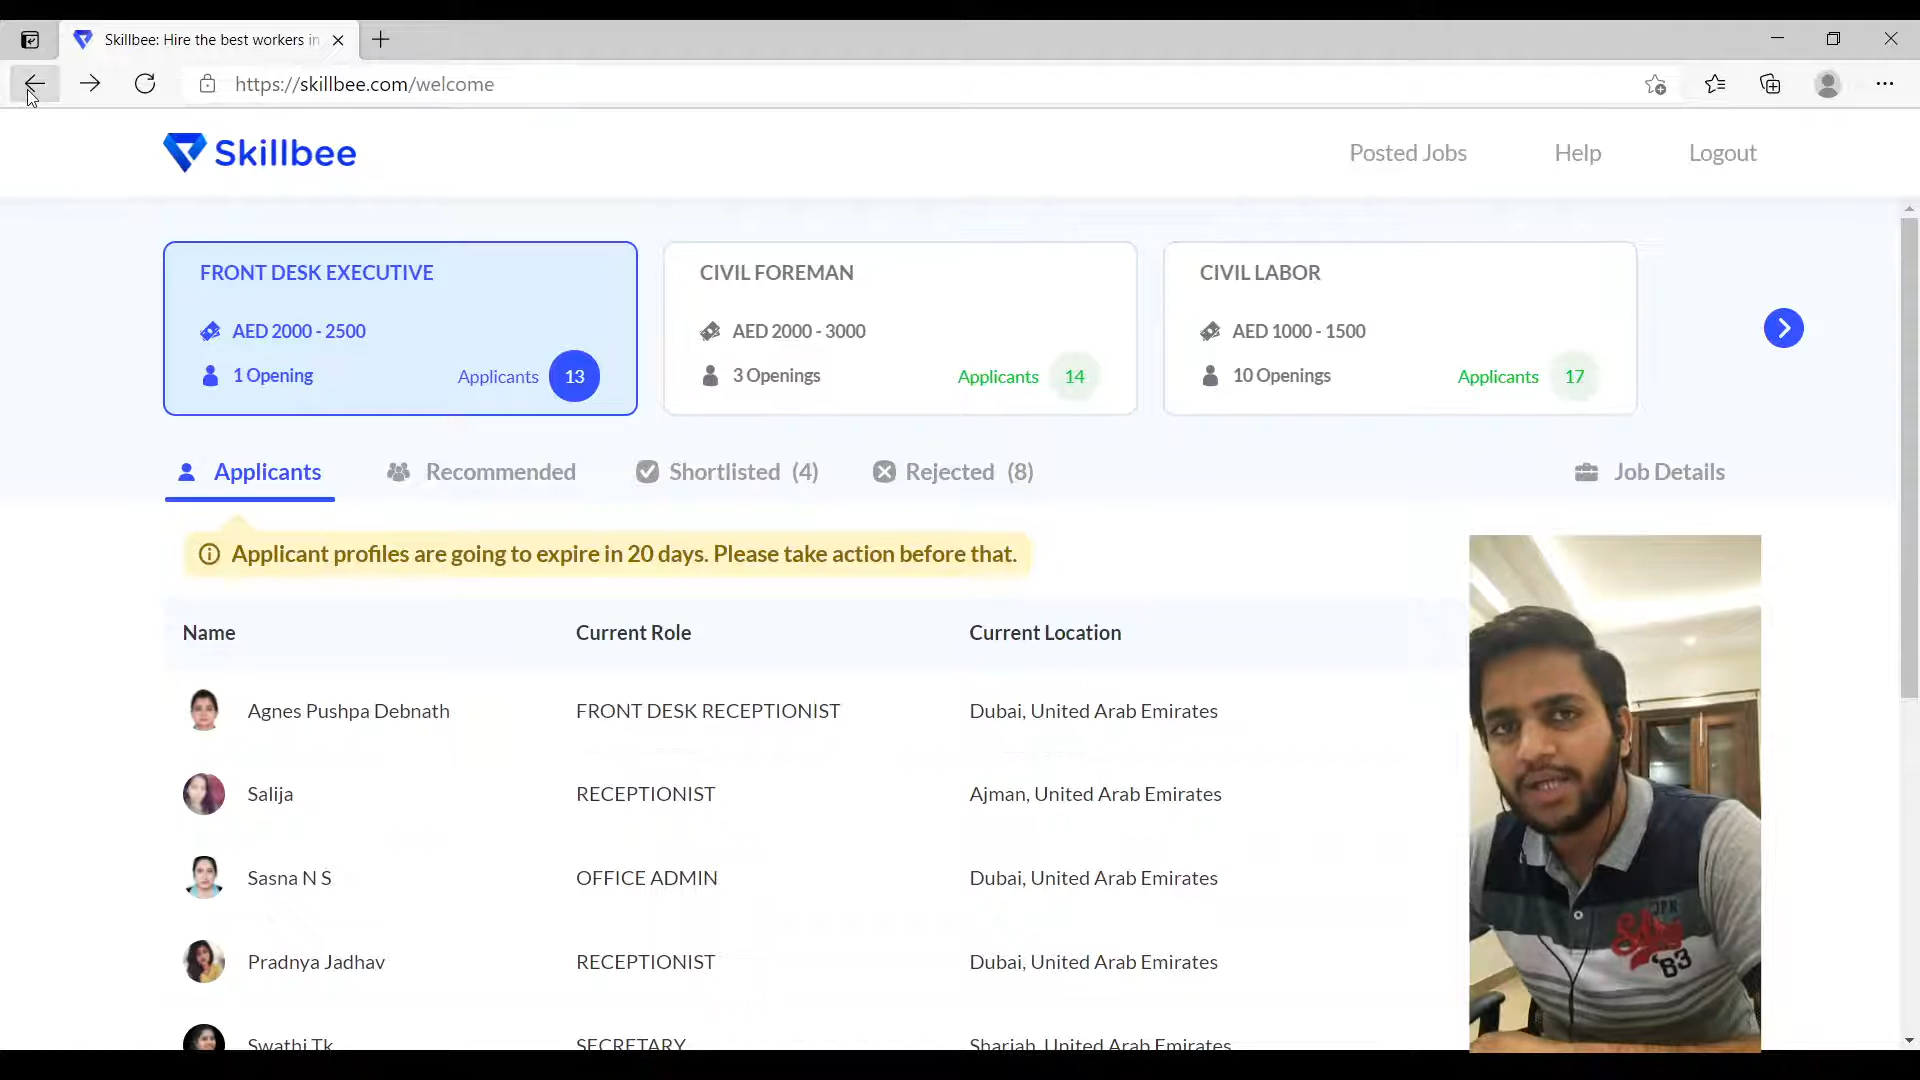 Skillbee: Hire the best workers in
https://skillbee.com/welcome
Skillbee
Posted Jobs
Help
Logout
FRONT DESK EXECUTIVE
AED 2000 - 2500
1 Opening
Applicants
13
CIVIL FOREMAN
AED 2000 - 3000
3 Openings
Applicants
14
CIVIL LABOR
AED 1000 - 1500
10 Openings
Applicants
17
Applicants
Recommended
Shortlisted (4)
Rejected (8)
Job Details
Applicant profiles are going to expire in 20 days. Please take action before that.
Name
Current Role
Current Location
Agnes Pushpa Debnath
FRONT DESK RECEPTIONIST
Dubai, United Arab Emirates
Salija
RECEPTIONIST
Ajman, United Arab Emirates
Sasna N S
OFFICE ADMIN
Dubai, United Arab Emirates
Pradnya Jadhav
RECEPTIONIST
Dubai, United Arab Emirates
Swathi Tk
SECRETARY
Sharjah, United Arab Emirates
'83